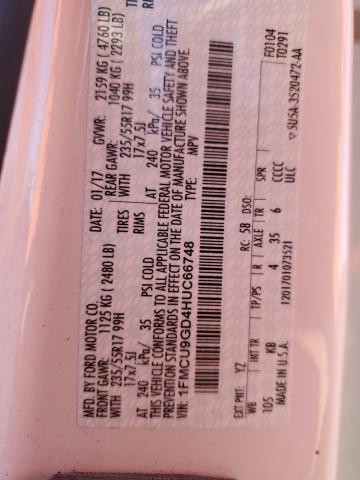 MFD. BY FORD MOTOR CO.
DATE: 01/17 GVWR: 2159 KG ( 4760 LB)
FRONT GAWR: 1125 KG ( 2480 LB) REAR GAWR: 1040 KG ( 2293 LB)
WITH 235/55R17 99H TIRES WITH 235/55R17 99H TIRE
17x7.5J RIMS 17x7.5J RI
AT 240 kPa/ 35 PSI COLD AT 240 kPa/ 35 PSI COLD
THIS VEHICLE CONFORMS TO ALL APPLICABLE FEDERAL MOTOR VEHICLE SAFETY AND THEFT
PREVENTION STANDARDS IN EFFECT ON THE DATE OF MANUFACTURE SHOWN ABOVE.
VIN: 1FMCU9GD4HUC66748 TYPE: MPV
F0104
T0291
EXT PNT: YZ RC: 58 DSO:
WB INT TR TP/PS R AXLE TR SPR
105 KB 4 35 6 CCCC
MADE IN U.S.A. 1201701073521 ULC
▽SU5A-3520472-AA